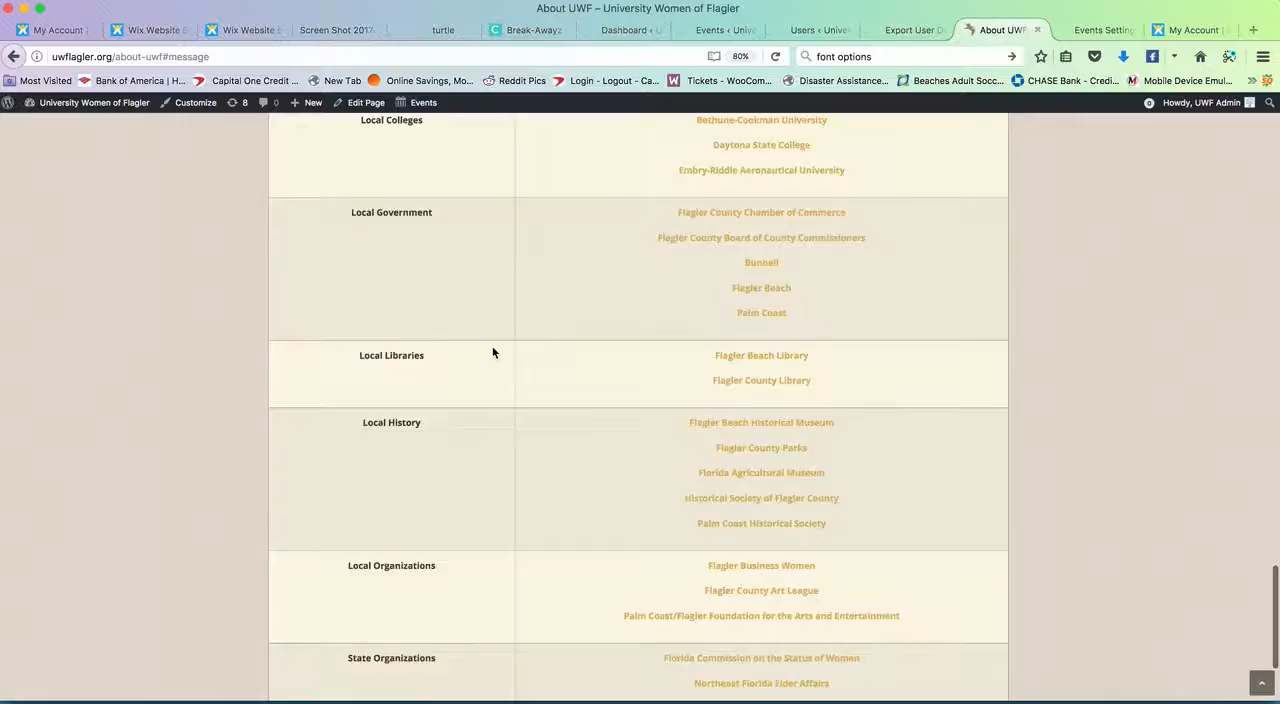 About UWF – University Women of Flagler
My Account
Wix Website E
Wix Website E
Screen Shot 2017
turtle
Break-Awayz
Dashboard ‹ U
Events ‹ Unive
Users ‹ Unive
Export User D
About UWF
Events Setting
My Account |
uwflagler.org/about-uwf#message
80%
font options
Most Visited
Bank of America | H...
Capital One Credit ...
New Tab
Online Savings, Mo...
Reddit Pics
Login - Logout - Ca...
Tickets - WooCom...
Disaster Assistance...
Beaches Adult Socc...
CHASE Bank - Credi...
Mobile Device Emul...
University Women of Flagler
Customize
8
0
New
Edit Page
Events
0
Howdy, UWF Admin
Local Colleges
Bethune-Cookman University
Daytona State College
Embry-Riddle Aeronautical University
Local Government
Flagler County Chamber of Commerce
Flagler County Board of County Commissioners
Bunnell
Flagler Beach
Palm Coast
Local Libraries
Flagler Beach Library
Flagler County Library
Local History
Flagler Beach Historical Museum
Flagler County Parks
Florida Agricultural Museum
Historical Society of Flagler County
Palm Coast Historical Society
Local Organizations
Flagler Business Women
Flagler County Art League
Palm Coast/Flagler Foundation for the Arts and Entertainment
State Organizations
Florida Commission on the Status of Women
Northeast Florida Elder Affairs